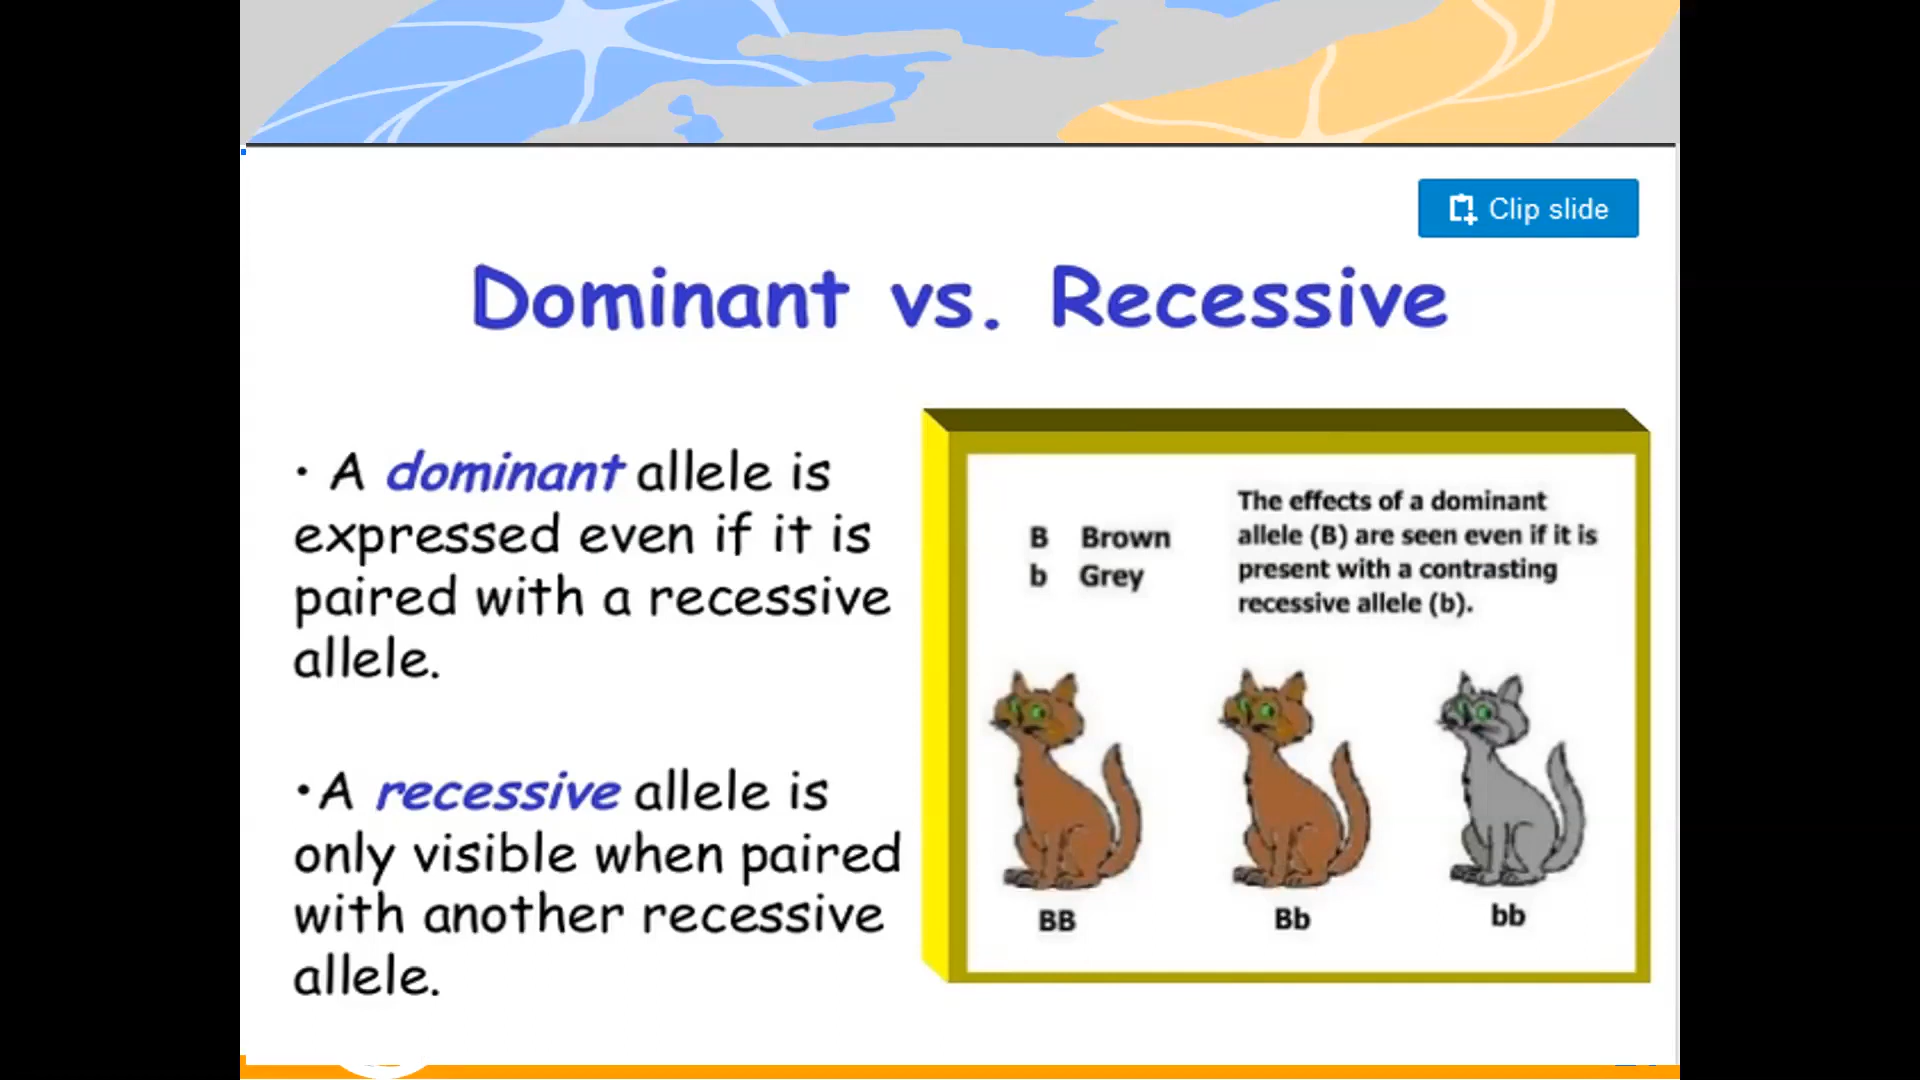 Clip slide
Dominant vs. Recessive
• A dominant allele is
expressed even if it is
paired with a recessive
allele.
•A recessive allele is
only visible when paired
with another recessive
allele.
B Brown
b Grey
The effects of a dominant
allele (B) are seen even if it is
present with a contrasting
recessive allele (b).
BB
Bb
bb